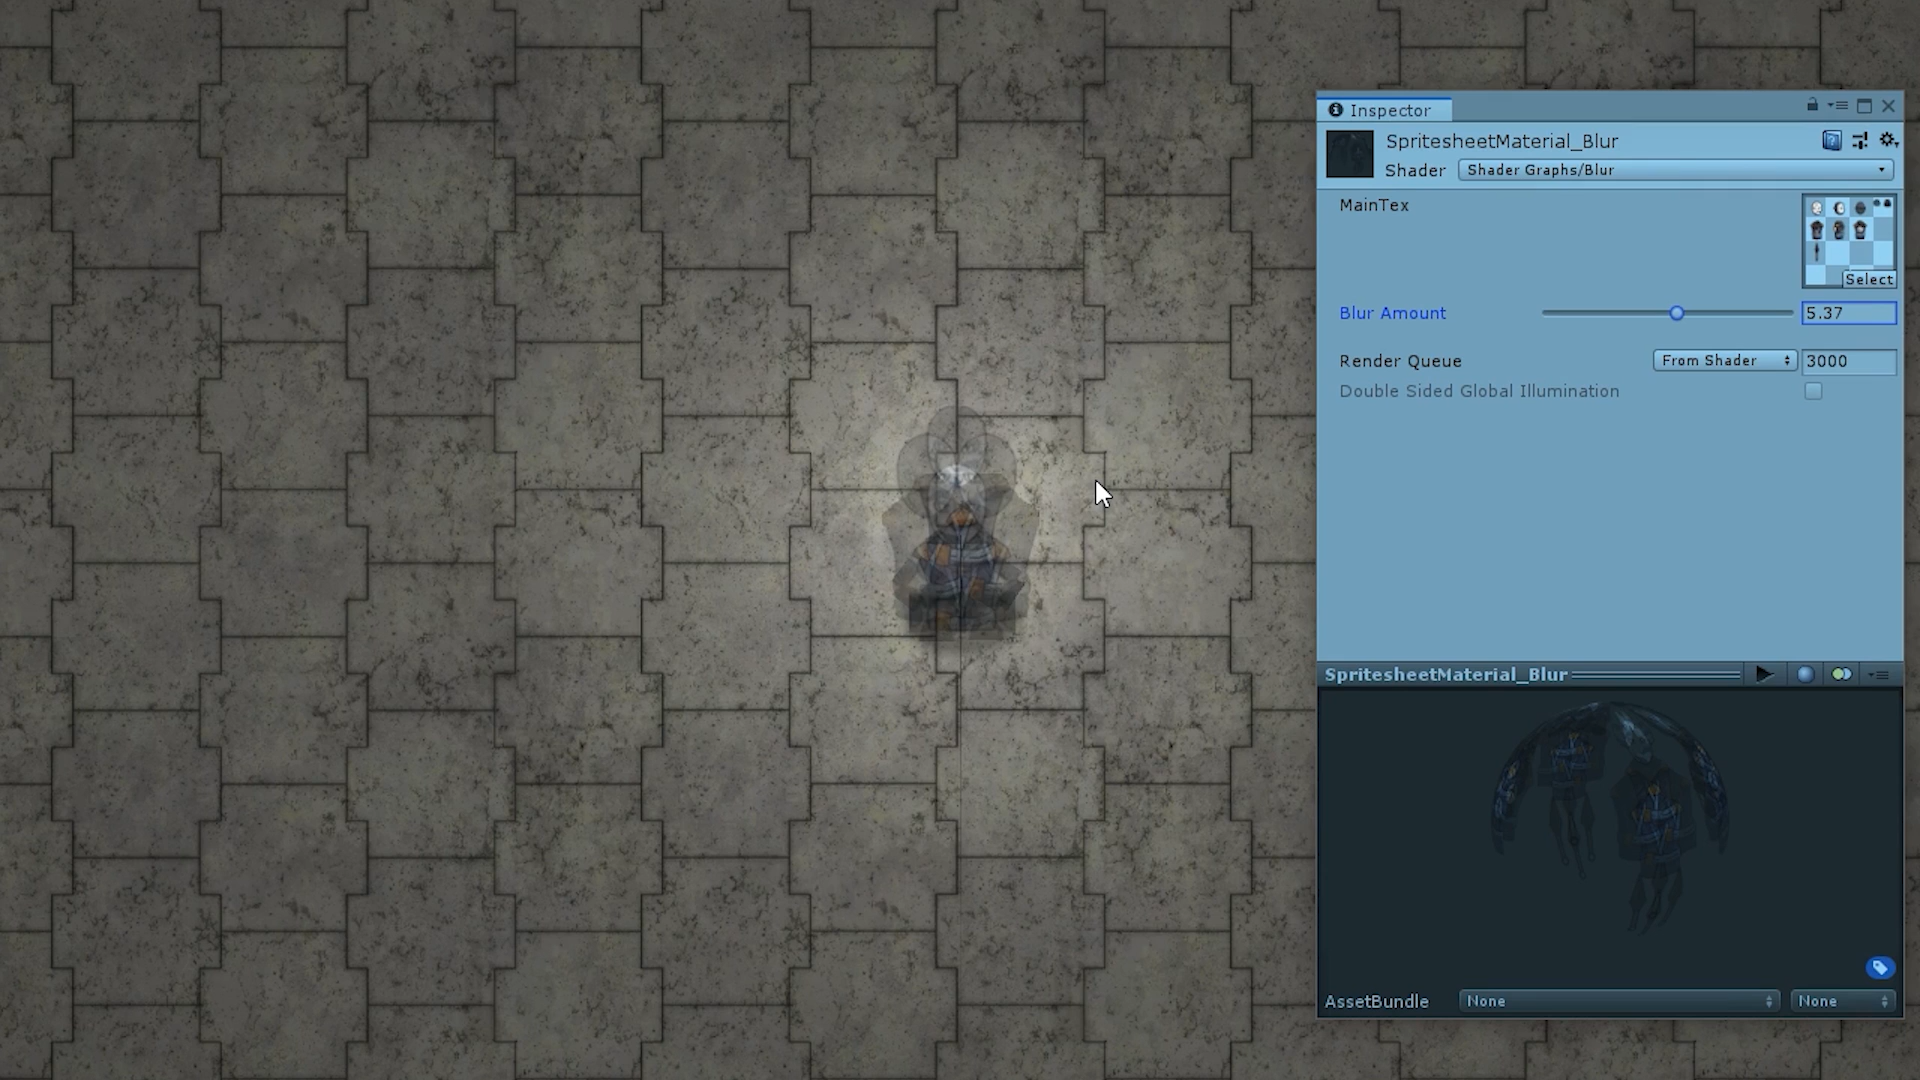 Inspector
SpritesheetMaterial_Blur
Shader Shader Graphs/Blur
MainTex
Select
Blur Amount 5.37
Render Queue From Shader 3000
Double Sided Global Illumination
SpritesheetMaterial_Blur
AssetBundle None None